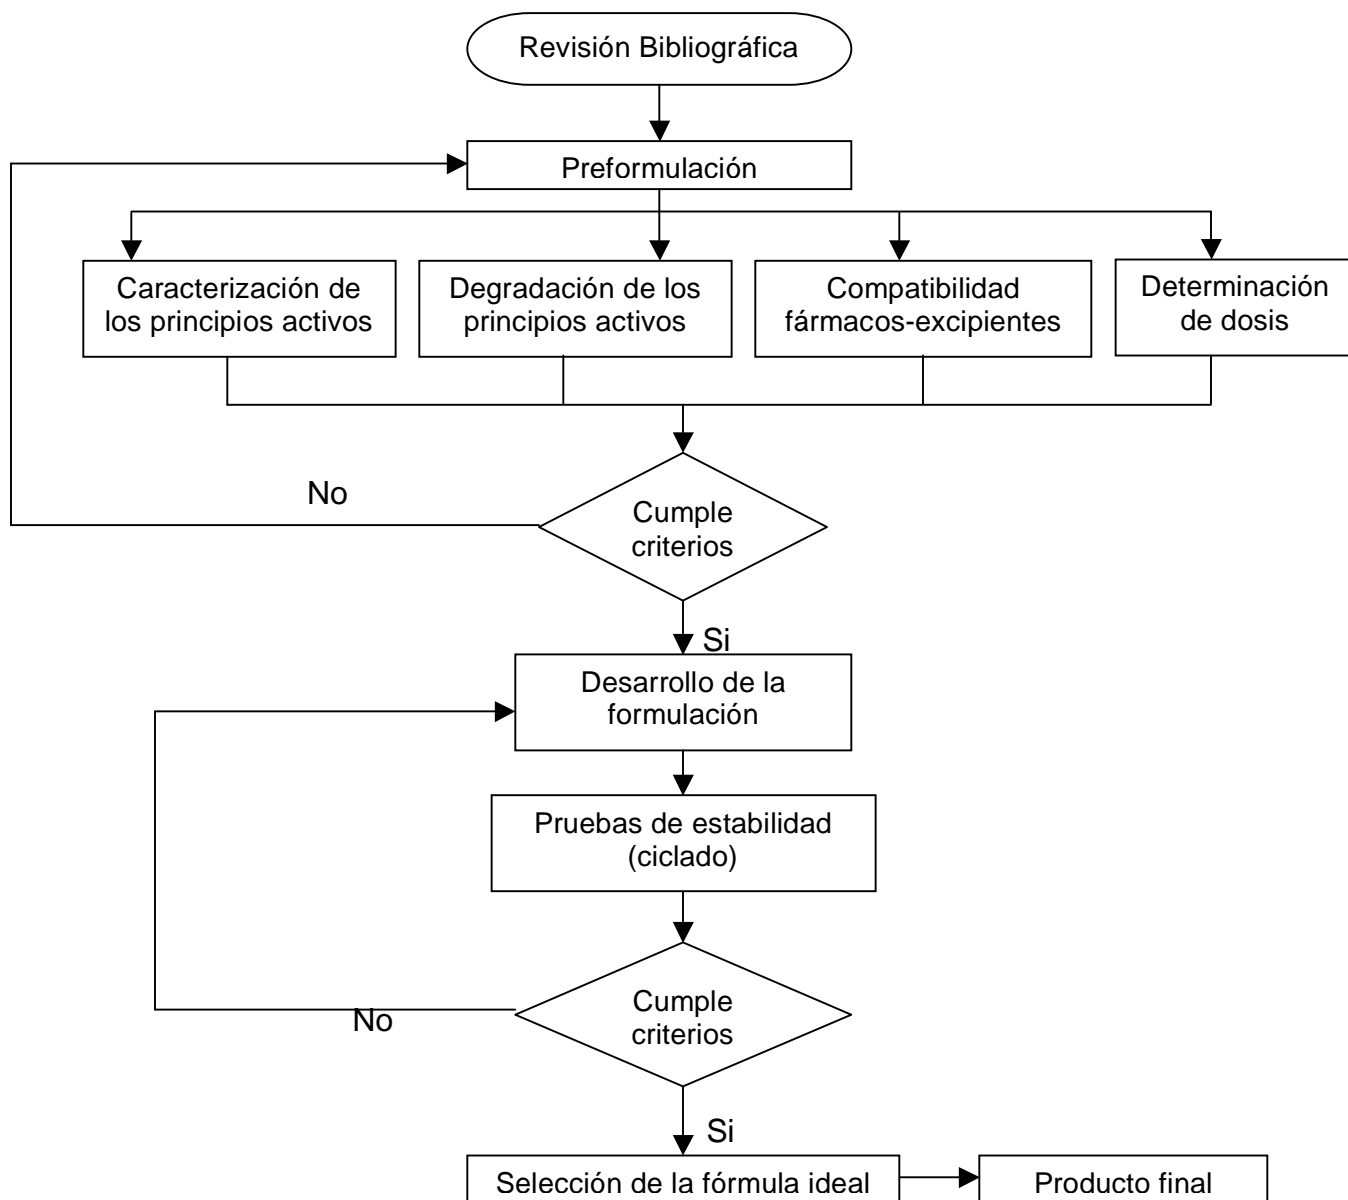 Revisión Bibliográfica
Preformulación
Caracterización de
los principios activos
Degradación de los
principios activos
Compatibilidad
fármacos-excipientes
Determinación
de dosis
No
Cumple
criterios
Si
Desarrollo de la
formulación
Pruebas de estabilidad
(ciclado)
No
Cumple
criterios
Si
Selección de la fórmula ideal
Producto final